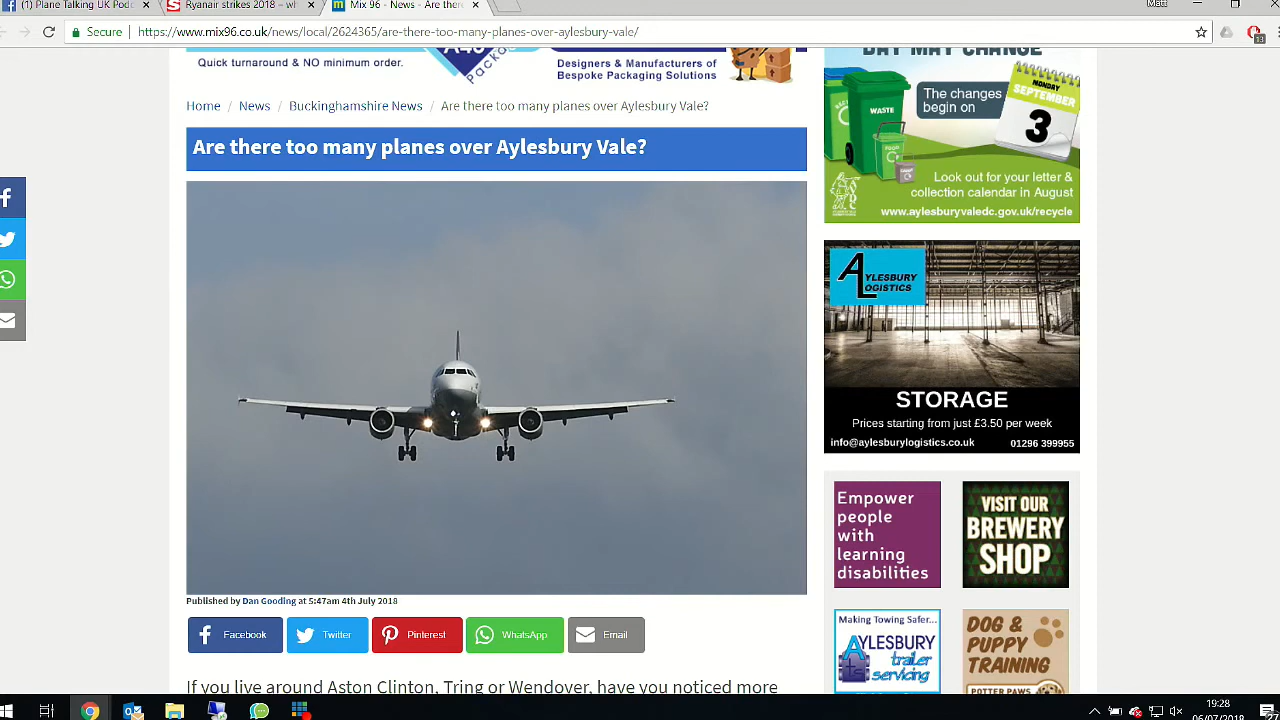 (1) Plane Talking UK Pod
Ryanair strikes 2018 – wh
Mix 96 - News - Are ther
Matt
Secure
https://www.mix96.co.uk/news/local/2624365/are-there-too-many-planes-over-aylesbury-vale/
Quick turnaround & NO minimum order.
A43
Packa
Designers & Manufacturers of
Bespoke Packaging Solutions
Home / News / Buckinghamshire News / Are there too many planes over Aylesbury Vale?
Are there too many planes over Aylesbury Vale?
Published by Dan Gooding at 5:47am 4th July 2018
Facebook
Twitter
Pinterest
WhatsApp
Email
If you live around Aston Clinton, Tring or Wendover, have you noticed more
DAY MAY CHANGE
The changes
begin on
MONDAY
SEPTEMBER
3
WASTE
FOOD
Look out for your letter &
collection calendar in August
www.aylesburyvaledc.gov.uk/recycle
AYLESBURY
LOGISTICS
STORAGE
Prices starting from just £3.50 per week
info@aylesburylogistics.co.uk
01296 399955
Empower
people
with
learning
disabilities
VISIT OUR
BREWERY
SHOP
Making Towing Safer...
AYLESBURY
ats
trailer
servicing
DOG &
PUPPY
TRAINING
POTTER PAWS
19:28
06/07/2018